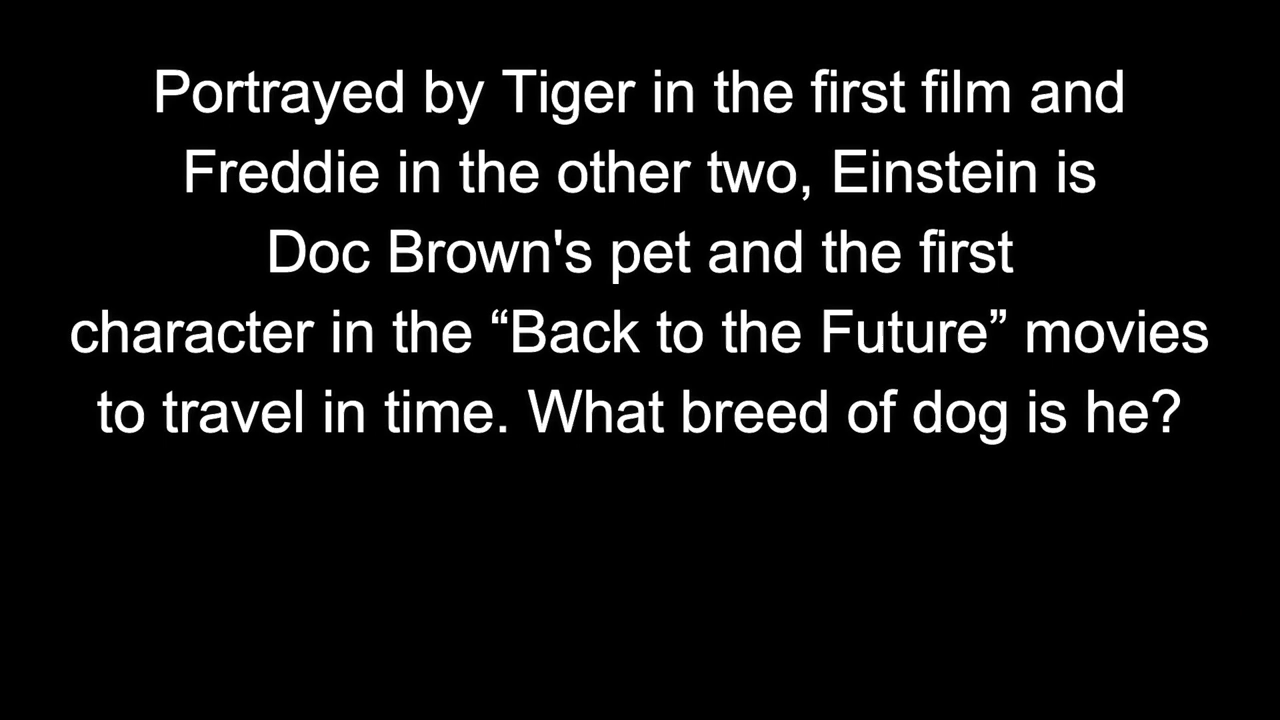 Portrayed by Tiger in the first film and
Freddie in the other two, Einstein is
Doc Brown's pet and the first
character in the “Back to the Future” movies
to travel in time. What breed of dog is he?